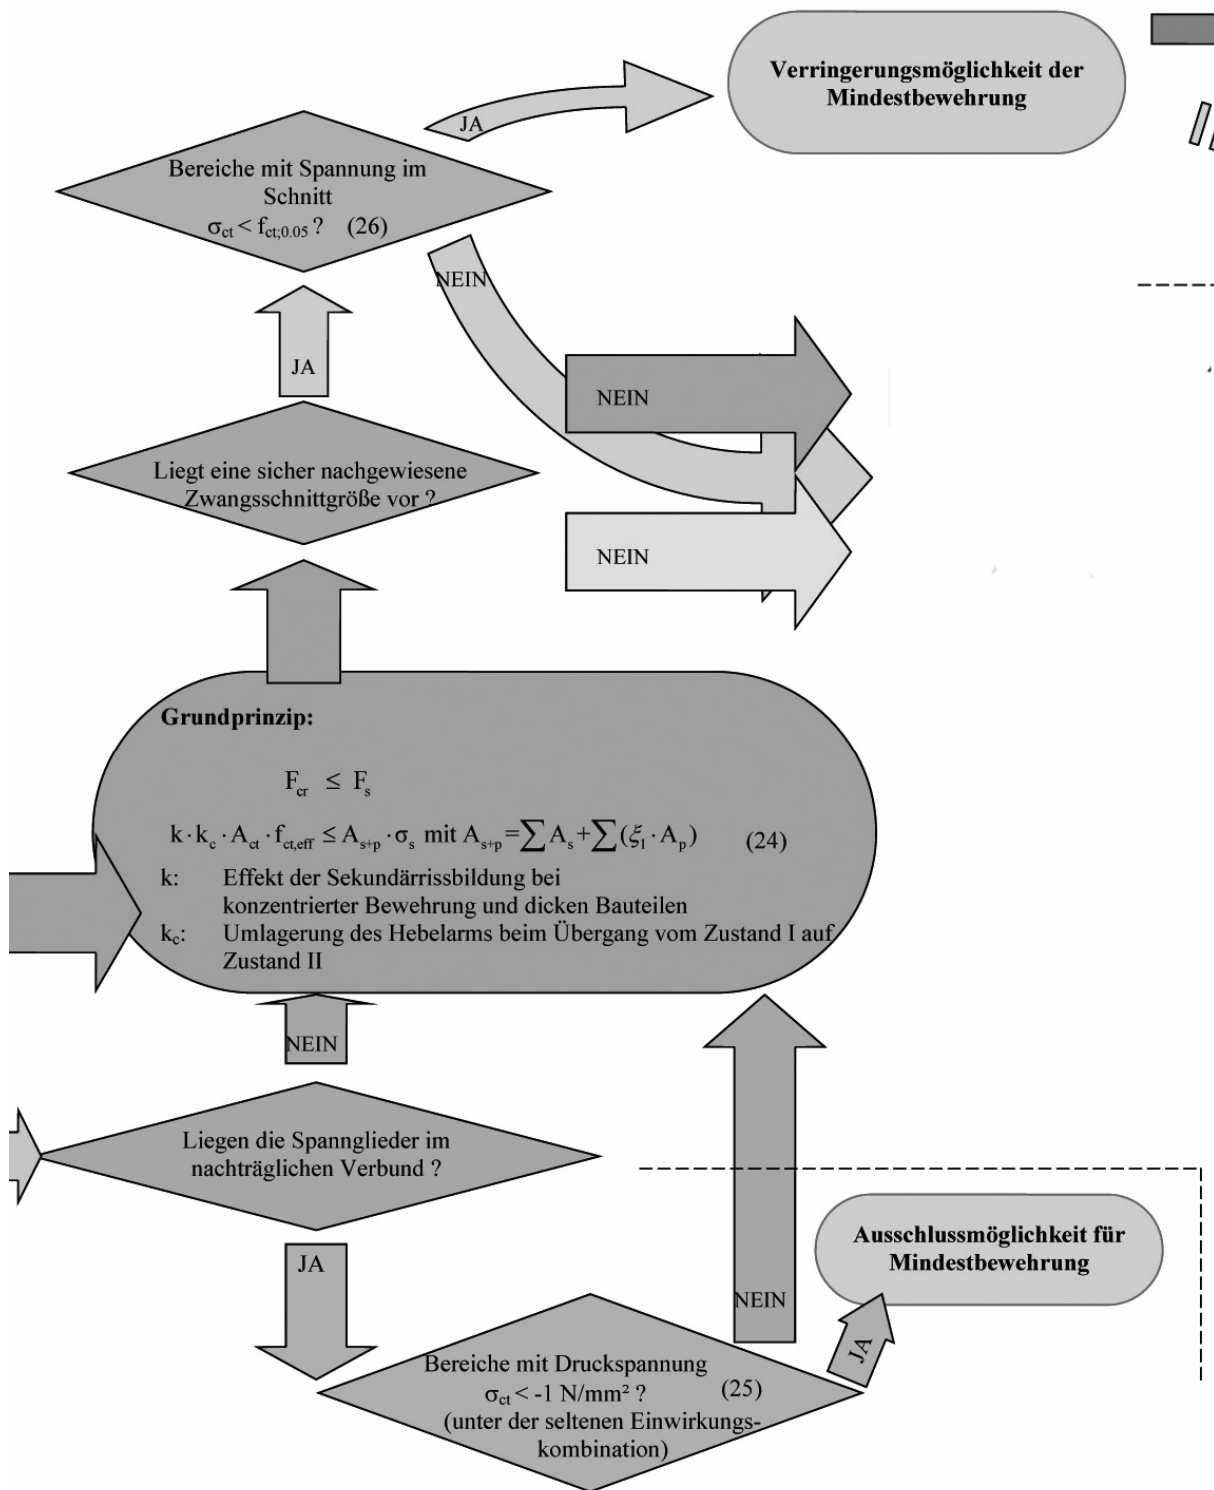 Verringerungsmöglichkeit der
Mindestbewehrung
JA
Bereiche mit Spannung im
Schnitt
σct < fct;0.05 ? (26)
NEIN
JA
NEIN
Liegt eine sicher nachgewiesene
Zwangsschnittgröße vor ?
NEIN
Grundprinzip:
Fcr ≤ Fs
k · kc · Act · fct,eff ≤ As+p · σs mit As+p = ∑ As + ∑ (ξ1 · Ap) (24)
k: Effekt der Sekundärrissbildung bei
konzentrierter Bewehrung und dicken Bauteilen
kc: Umlagerung des Hebelarms beim Übergang vom Zustand I auf
Zustand II
NEIN
Liegen die Spannglieder im
nachträglichen Verbund ?
JA
Ausschlussmöglichkeit für
Mindestbewehrung
NEIN
JA
Bereiche mit Druckspannung
σct < -1 N/mm² ? (25)
(unter der seltenen Einwirkungs-
kombination)